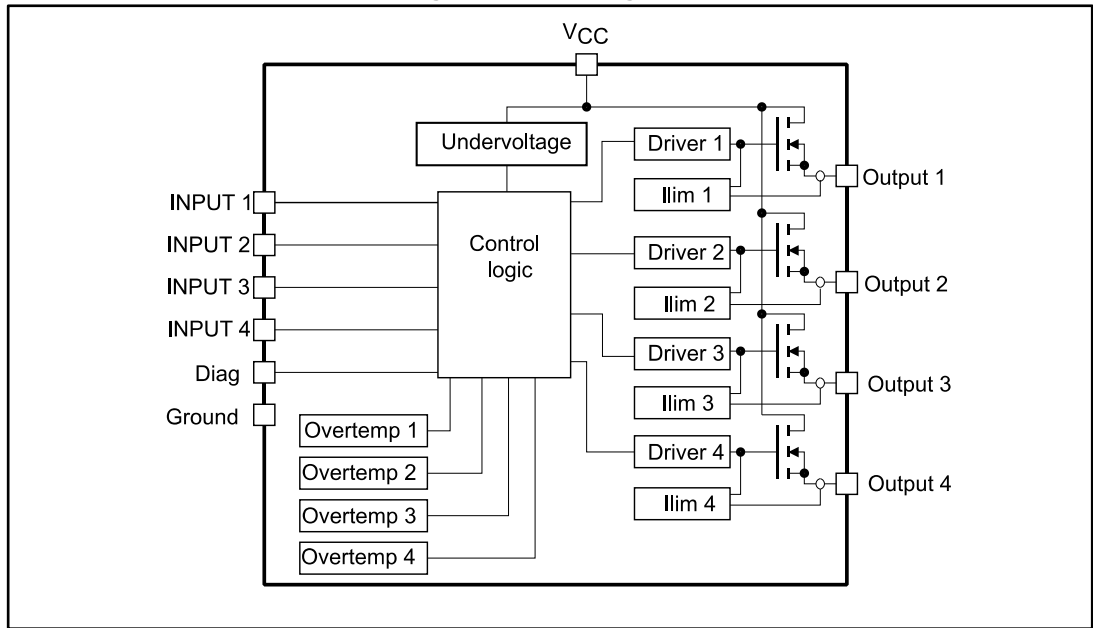 VCC
Undervoltage
Driver 1
Output 1
Ilim 1
INPUT 1
INPUT 2
INPUT 3
INPUT 4
Diag
Ground
Control
logic
Driver 2
Output 2
Ilim 2
Driver 3
Output 3
Ilim 3
Driver 4
Output 4
Ilim 4
Overtemp 1
Overtemp 2
Overtemp 3
Overtemp 4